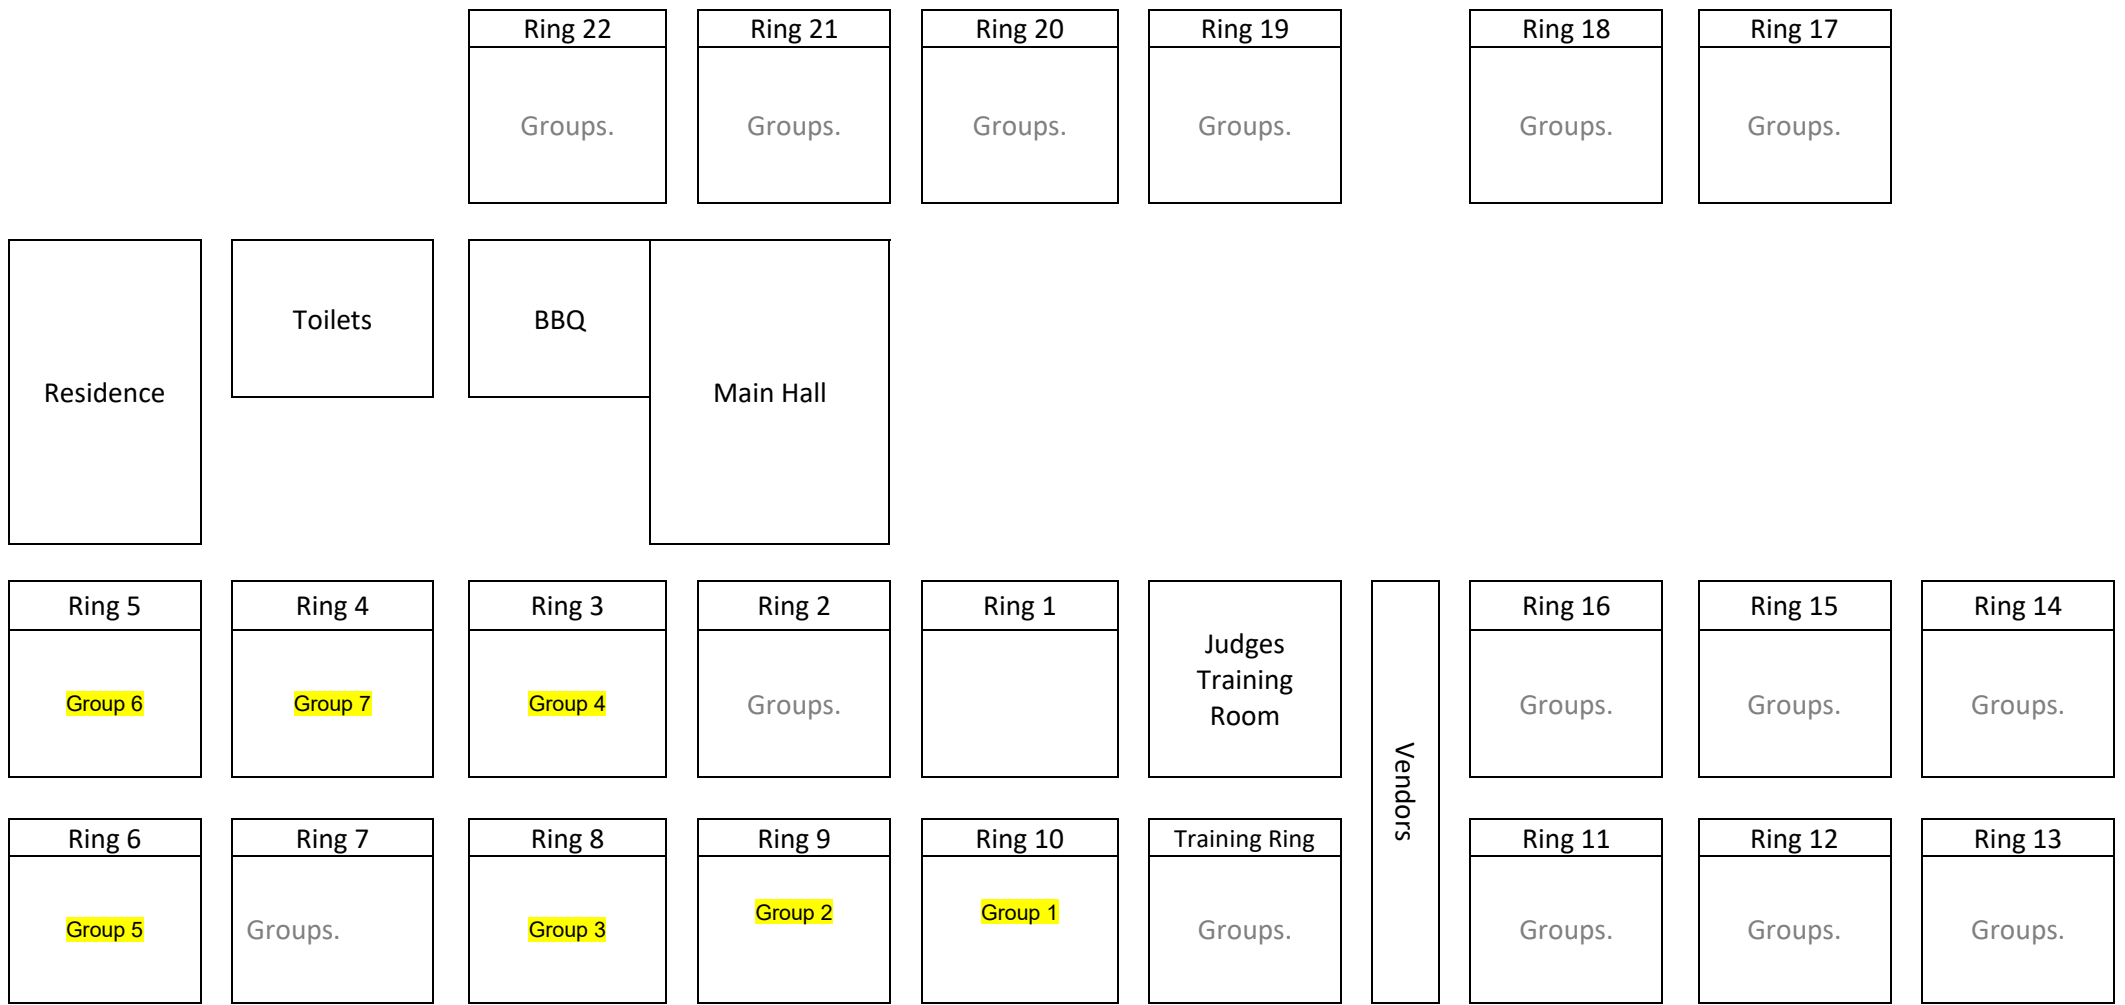 Ring 22
Ring 21
Ring 20
Ring 19
Ring 18
Ring 17
Groups.
Groups.
Groups.
Groups.
Groups.
Groups.
Residence
Toilets
BBQ
Main Hall
Ring 5
Ring 4
Ring 3
Ring 2
Ring 1
Judges
Training
Room
Vendors
Ring 16
Ring 15
Ring 14
Group 6
Group 7
Group 4
Groups.
Groups.
Groups.
Groups.
Ring 6
Ring 7
Ring 8
Ring 9
Ring 10
Training Ring
Ring 11
Ring 12
Ring 13
Group 5
Groups.
Group 3
Group 2
Group 1
Groups.
Groups.
Groups.
Groups.